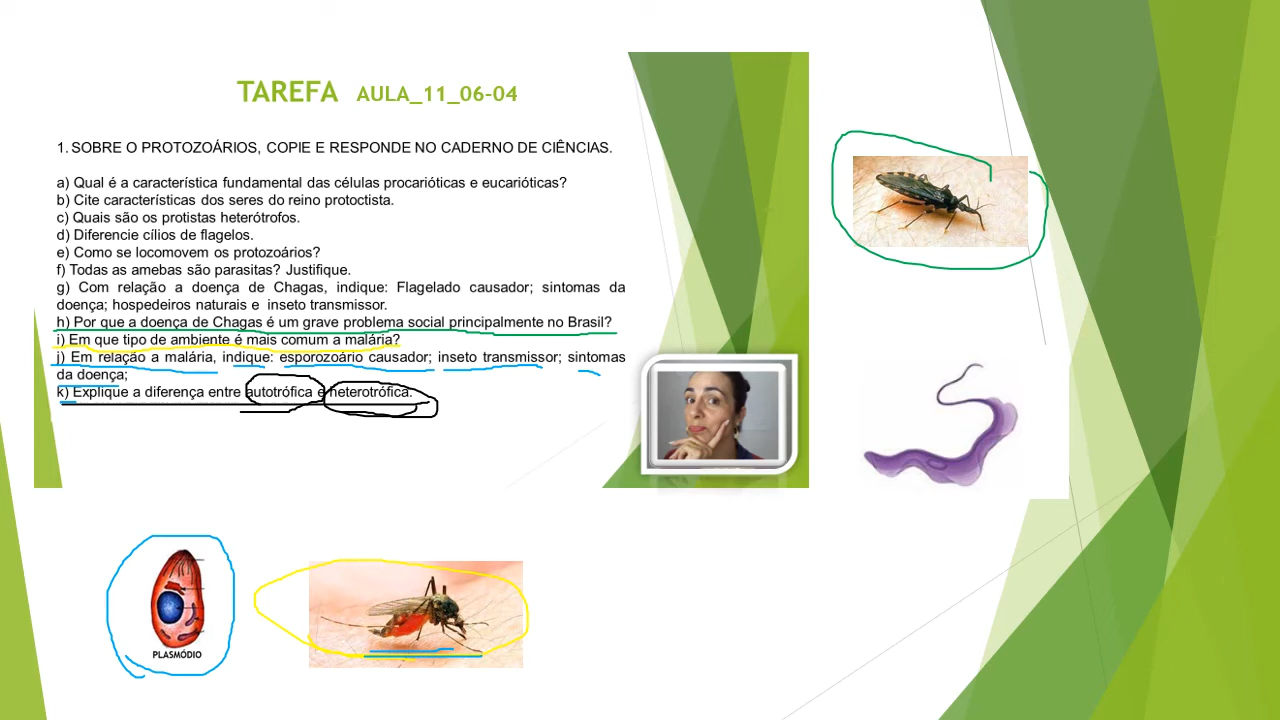 TAREFA AULA_11_06-04
1. SOBRE O PROTOZOÁRIOS, COPIE E RESPONDE NO CADERNO DE CIÊNCIAS.
a) Qual é a característica fundamental das células procarióticas e eucarióticas?
b) Cite características dos seres do reino protoctista.
c) Quais são os protistas heterótrofos.
d) Diferencie cílios de flagelos.
e) Como se locomovem os protozoários?
f) Todas as amebas são parasitas? Justifique.
g) Com relação a doença de Chagas, indique: Flagelado causador; sintomas da
doença; hospedeiros naturais e inseto transmissor.
h) Por que a doença de Chagas é um grave problema social principalmente no Brasil?
i) Em que tipo de ambiente é mais comum a malária?
j) Em relação a malária, indique: esporozoário causador; inseto transmissor; sintomas
da doença;
k) Explique a diferença entre autotrófica e heterotrófica.
PLASMÓDIO